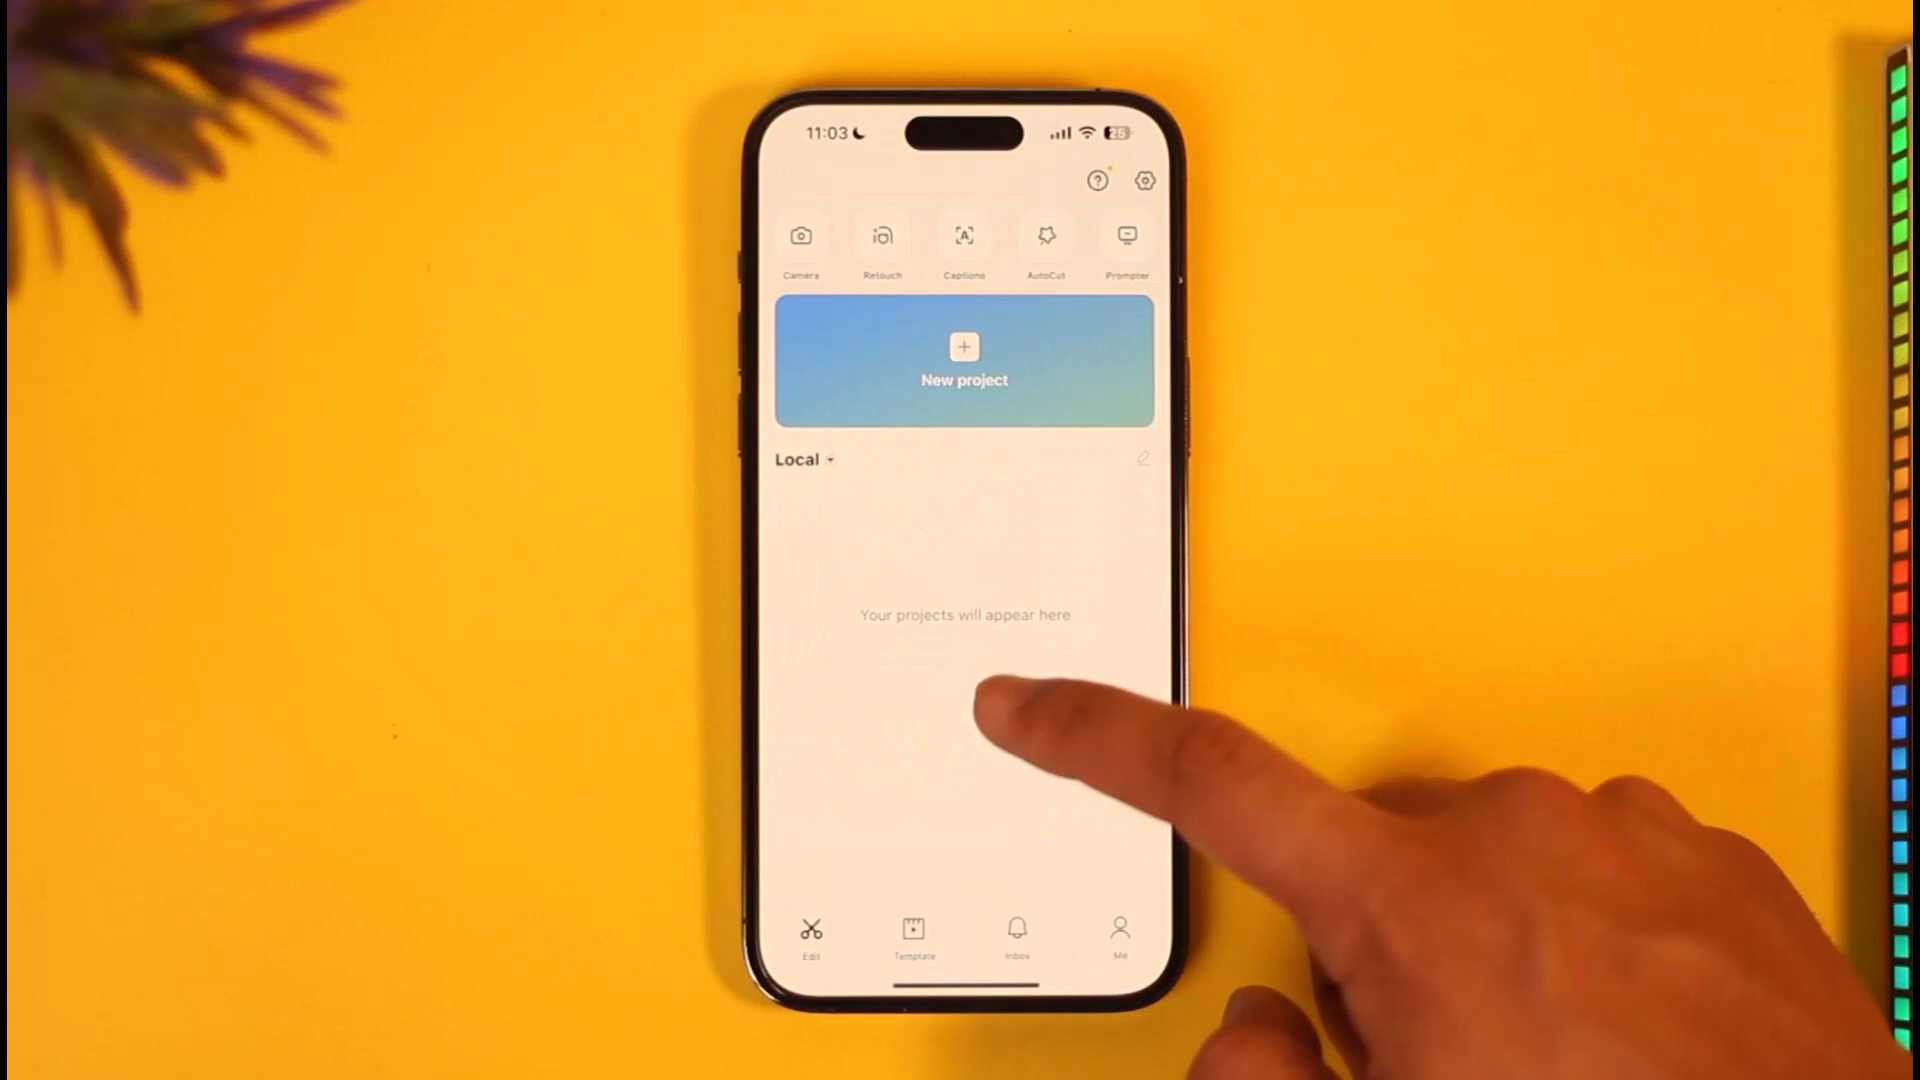 11:03
26
Camera
Retouch
Captions
AutoCut
Prompter
New project
Local
Your projects will appear here
Edit
Template
Inbox
Me